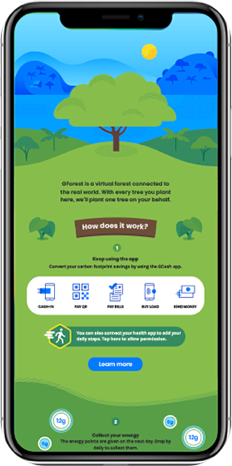 GForest is a virtual forest connected to
the real world. With every tree you plant
here, we'll plant one tree on your behalf.
How does it work?
1
Keep using the app
Convert your carbon footprint savings by using the GCash app.
CASH-IN
PAY QR
PAY BILLS
BUY LOAD
SEND MONEY
You can also connect your health app to add your
daily steps. Tap here to allow permission.
Learn more
12g
2
Collect your energy
The energy points are given on the next day. Drop by
daily to collect them.
6g
6g
12g